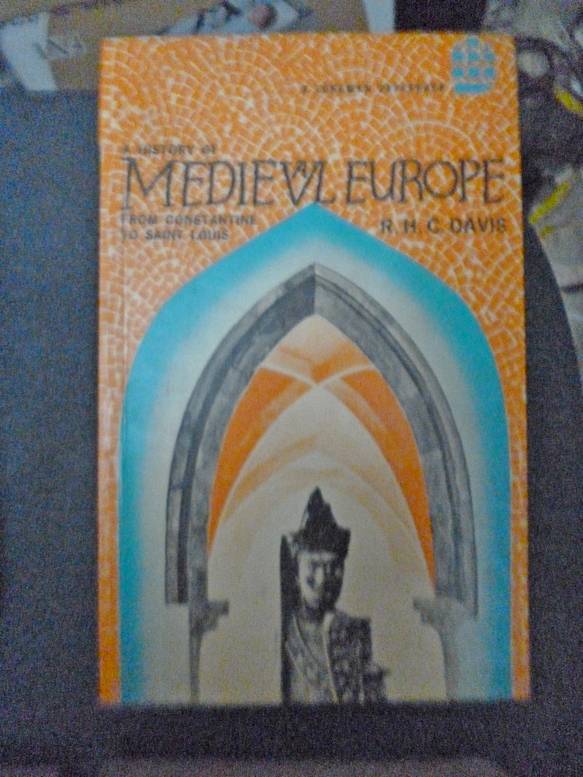 A LONGMAN PAPERBACK
A HISTORY OF
MEDIEVAL EUROPE
FROM CONSTANTINE
TO SAINT LOUIS
R. H. C. DAVIS